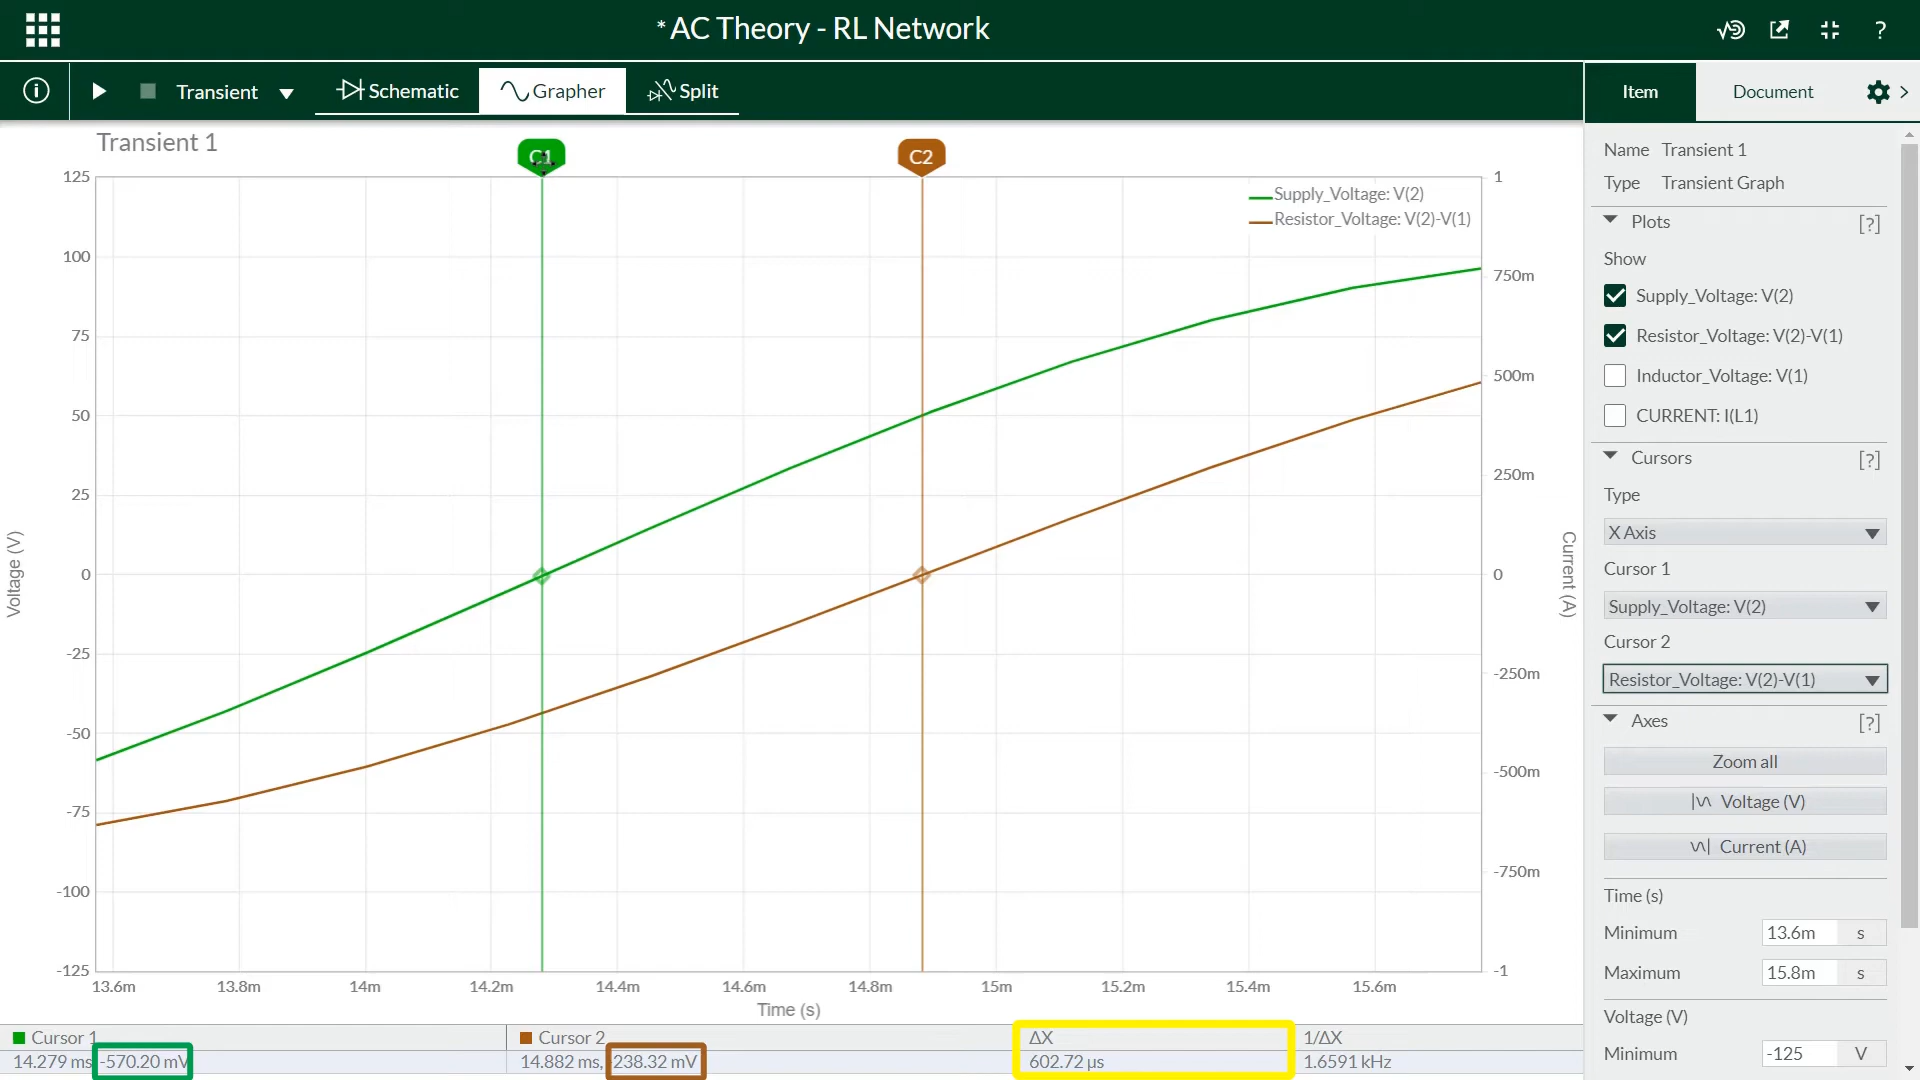 * AC Theory - RL Network
?
Transient
Schematic
Grapher
Split
Item
Document
Transient 1
C1
C2
125
100
75
50
25
0
-25
-50
-75
-100
-125
Voltage (V)
Supply_Voltage: V(2)
Resistor_Voltage: V(2)-V(1)
1
750m
500m
250m
0
-250m
-500m
-750m
-1
Current (A)
13.6m 13.8m 14m 14.2m 14.4m 14.6m 14.8m 15m 15.2m 15.4m 15.6m
Time (s)
Cursor 1
14.279 ms, -570.20 mV
Cursor 2
14.882 ms, 238.32 mV
ΔX
602.72 µs
1/ΔX
1.6591 kHz
Name Transient 1
Type Transient Graph
Plots [?]
Show
Supply_Voltage: V(2)
Resistor_Voltage: V(2)-V(1)
Inductor_Voltage: V(1)
CURRENT: I(L1)
Cursors [?]
Type
X Axis
Cursor 1
Supply_Voltage: V(2)
Cursor 2
Resistor_Voltage: V(2)-V(1)
Axes [?]
Zoom all
Voltage (V)
Current (A)
Time (s)
Minimum 13.6m s
Maximum 15.8m s
Voltage (V)
Minimum -125 V